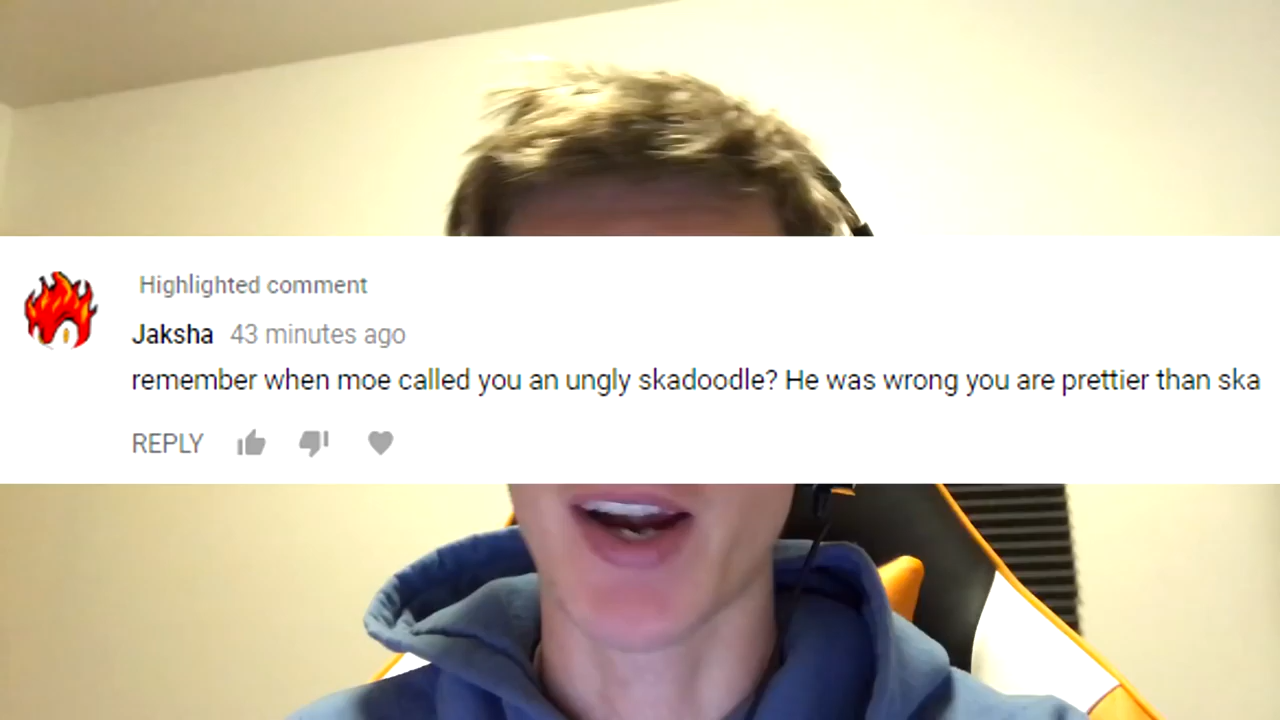 Highlighted comment
Jaksha 43 minutes ago
remember when moe called you an ungly skadoodle? He was wrong you are prettier than ska
REPLY